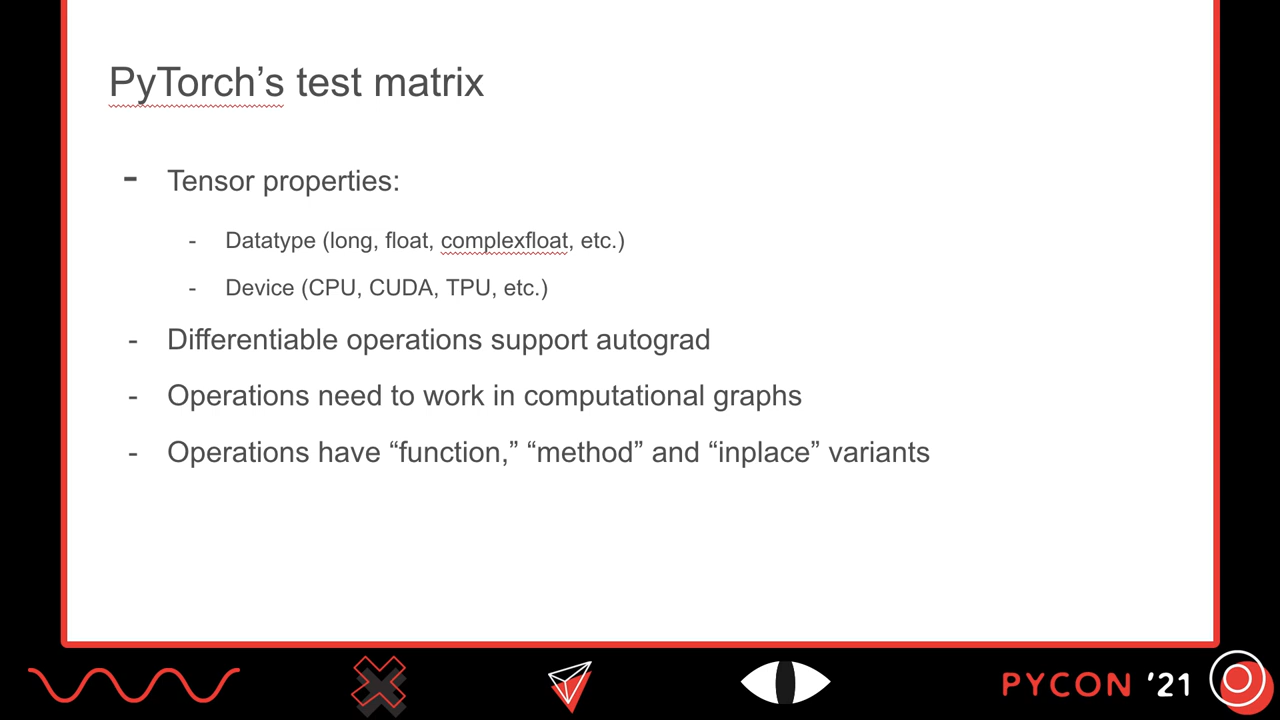 PyTorch’s test matrix
- Tensor properties:
- Datatype (long, float, complexfloat, etc.)
- Device (CPU, CUDA, TPU, etc.)
- Differentiable operations support autograd
- Operations need to work in computational graphs
- Operations have “function,” “method” and “inplace” variants
PYCON ’21